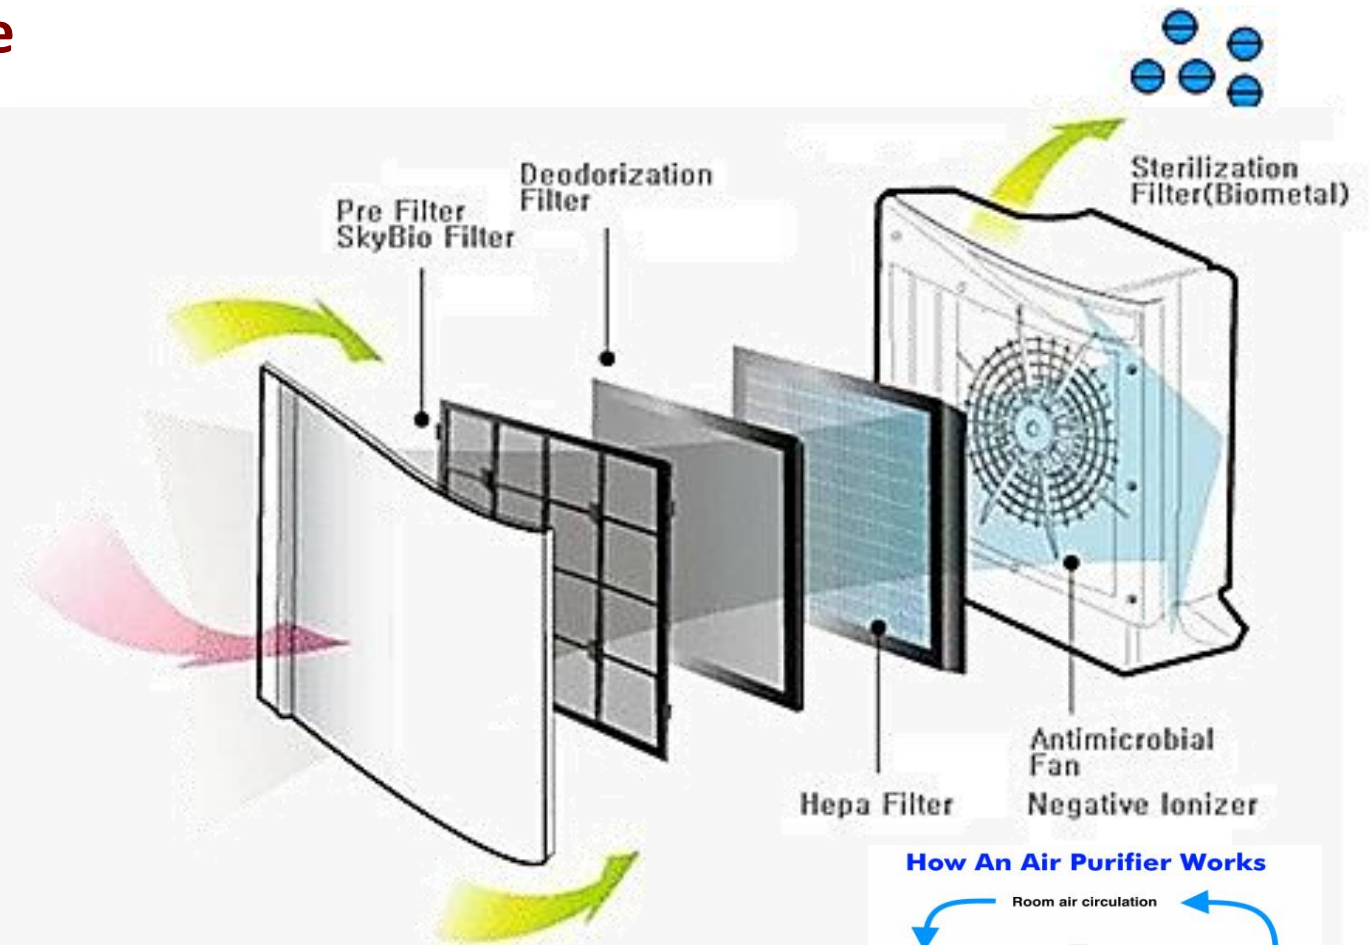 e
Deodorization
Filter
Pre Filter
SkyBio Filter
Sterilization
Filter(Biometal)
Antimicrobial
Fan
Hepa Filter
Negative Ionizer
How An Air Purifier Works
Room air circulation